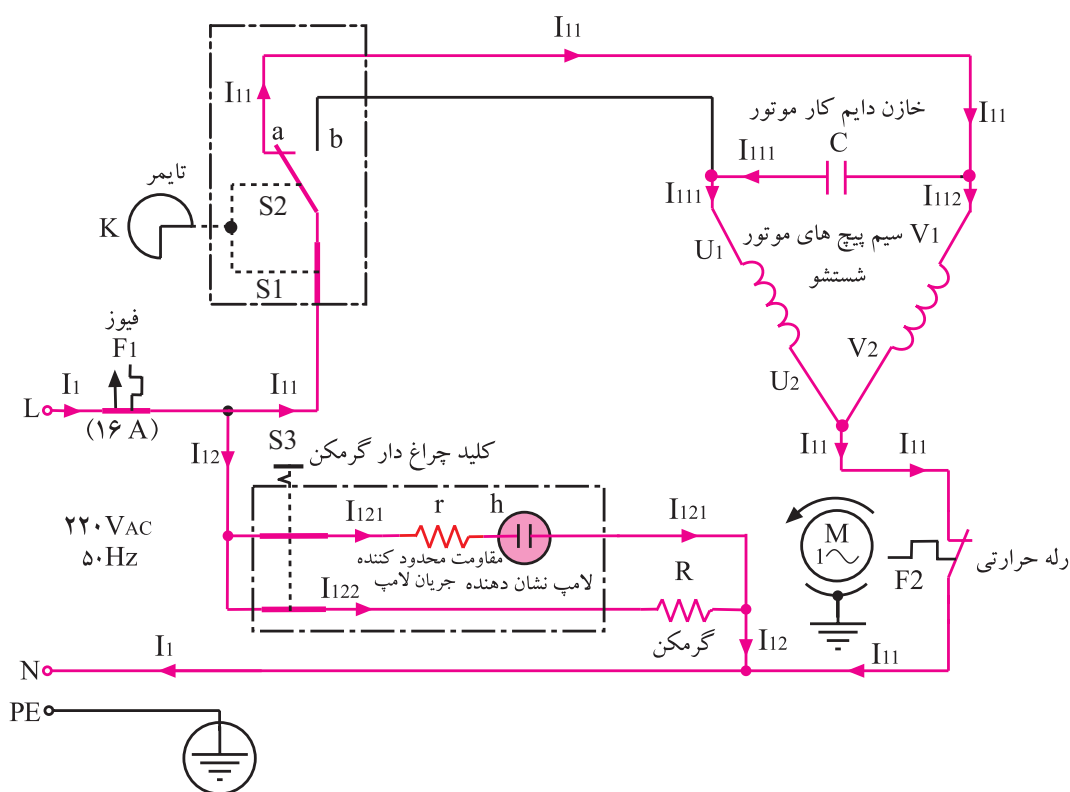 I11
I11
a
b
I11
خازن دایم کار موتور
C
I111
I111
I112
تایمر
K
S2
S1
U1
V1
سیم پیچ های موتور
شستشو
U2
V2
فیوز
F1
L
I1
(۱۶ A)
I11
I12
S3
کلید چراغ دار گرمکن
I11
I11
۲۲۰VAC
۵۰Hz
I121
r
h
I121
مقاومت محدود کننده
جریان لامپ
لامپ نشان دهنده
I122
R
گرمکن
M
1
F2
رله حرارتی
I12
I11
N
I1
PE